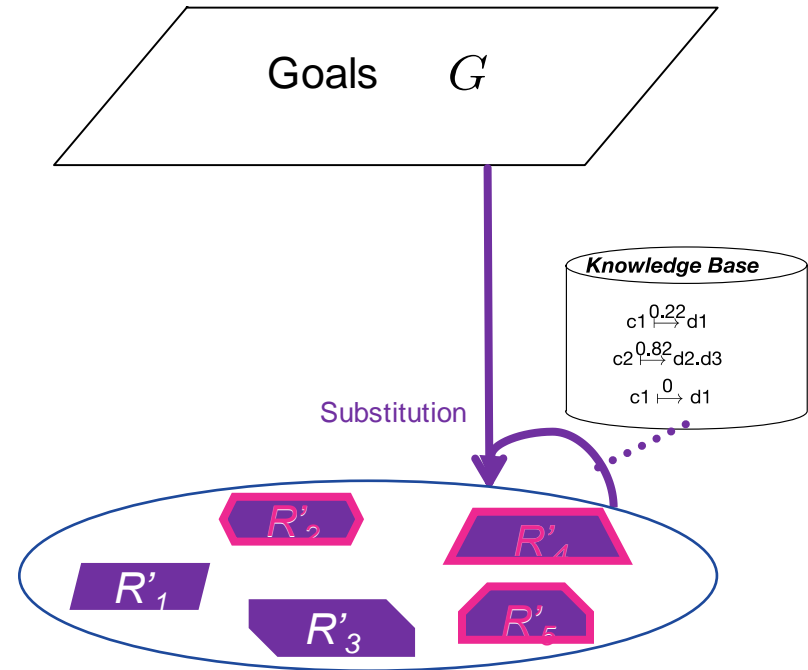 Goals G
Knowledge Base
c1 0.22 ⟼ d1
c2 0.82 ⟼ d2.d3
c1 0 ⟼ d1
Substitution
R'2
R'4
R'1
R'3
R'5